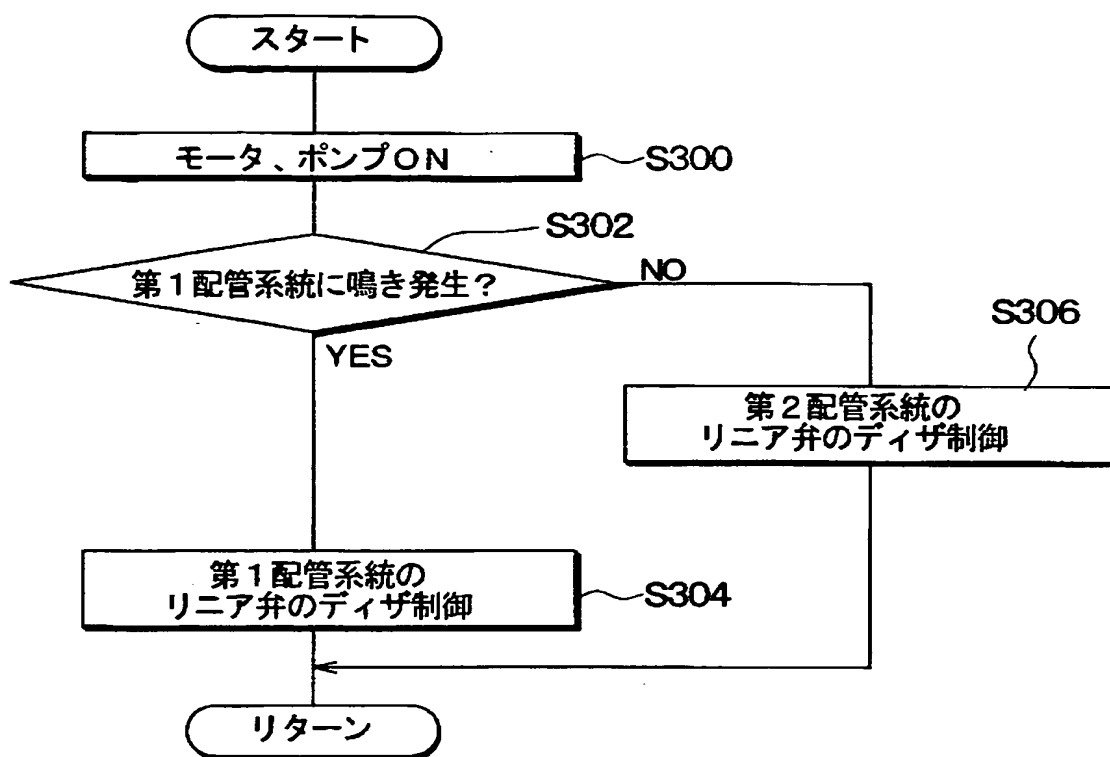 スタート
モータ、ポンプON
S300
S302
第1配管系統に鳴き発生?
NO
YES
S306
第2配管系統の
リニア弁のディザ制御
第1配管系統の
リニア弁のディザ制御
S304
リターン